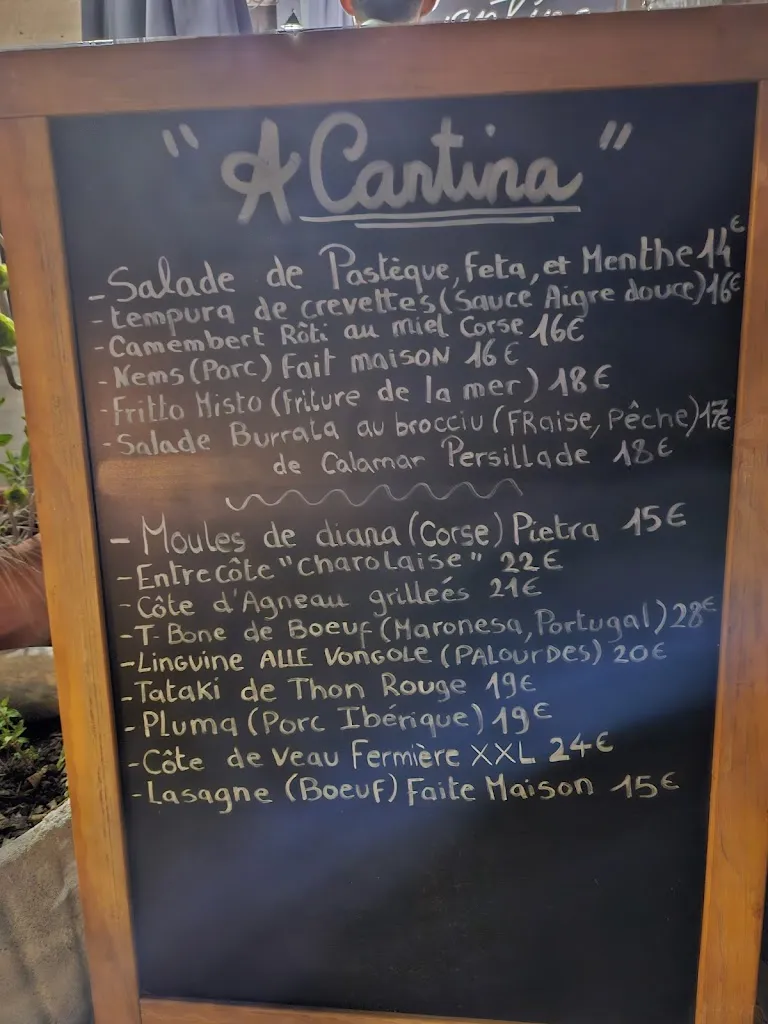 " A Cantina "
- Salade de Pastèque, feta, et Menthe 14€
- tempura de crevettes (Sauce Aigre douce) 16€
- Camembert Rôti au miel Corse 16€
- Nems (Porc) Fait maison 16€
- Fritto Misto (friture de la mer) 18€
- Salade Burrata au brocciu (FRaise, Pêche) 17€
de Calamar Persillade 18€
- Moules de diana (Corse) Pietra 15€
- Entrecôte "Charolaise" 22€
- Côte d'Agneau grilleés 21€
- T-Bone de Boeuf (Maronesa, Portugal) 28€
- Linguine ALLE VONGOLE (PALOURDES) 20€
- Tataki de Thon Rouge 19€
- Pluma (Porc Ibérique) 19€
- Côte de Veau Fermière XXL 24€
- Lasagne (Boeuf) Faite Maison 15€